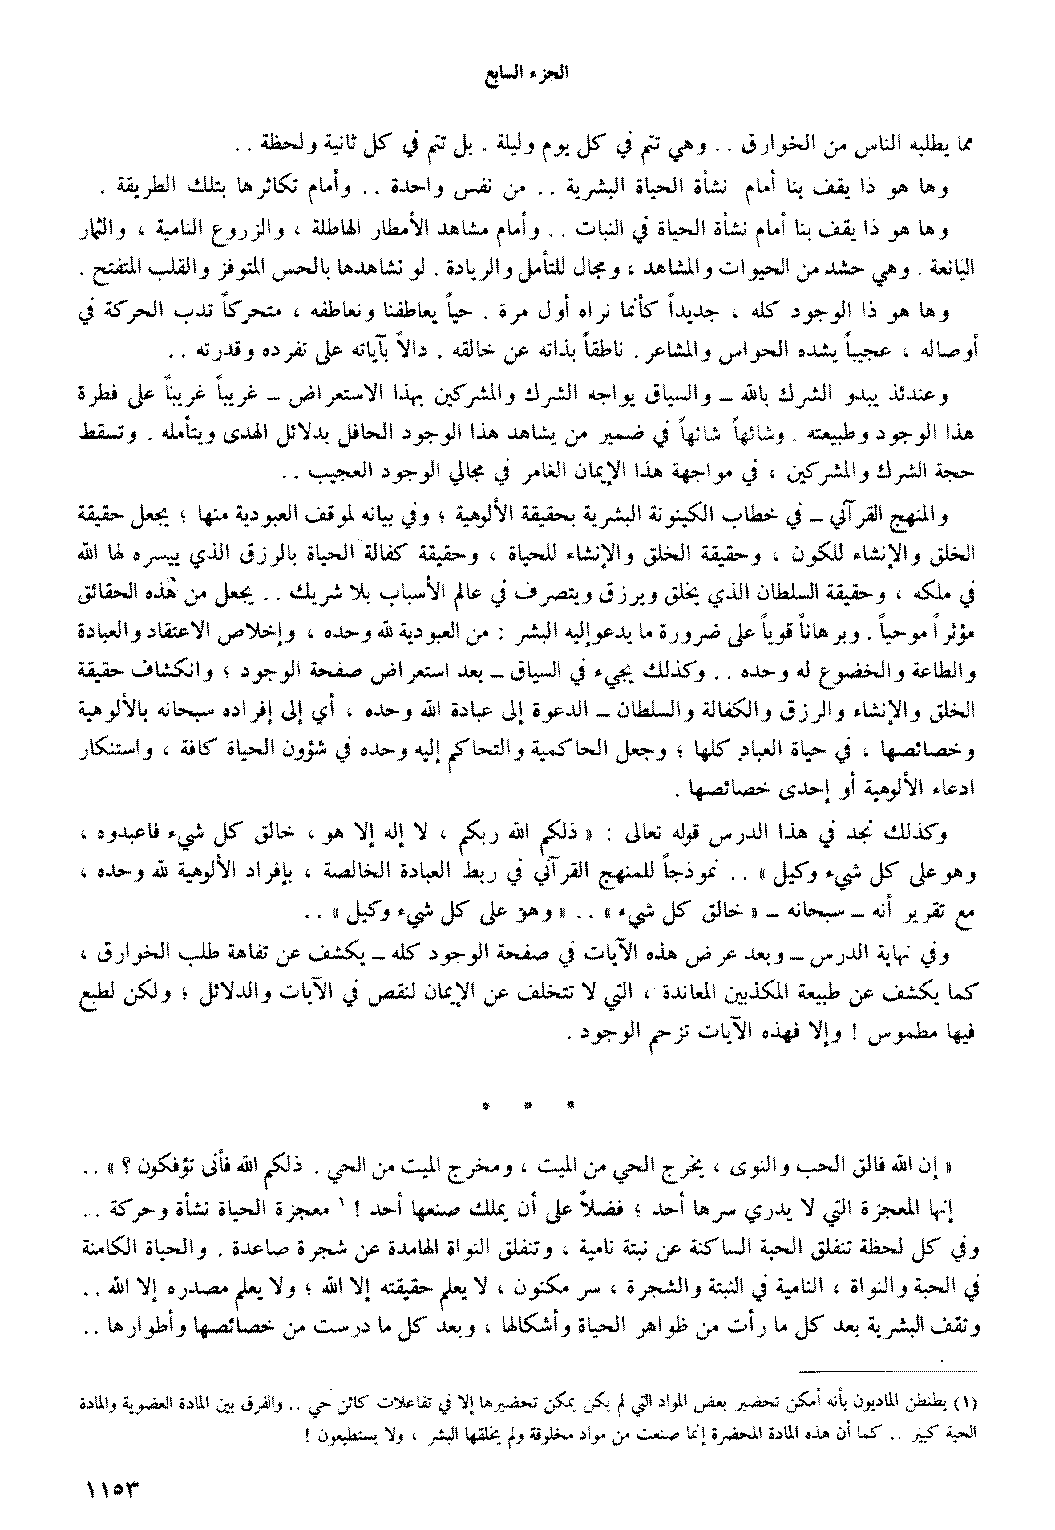 الجزء السابع
مما يطلبه الناس من الخوارق .. وهي تتم في كل يوم وليلة . بل تتم في كل ثانية ولحظة ..
وها هو ذا يقف بنا أمام نشأة الحياة البشرية .. من نفس واحدة .. وأمام تكاثرها بتلك الطريقة .
وها هو ذا يقف بنا أمام نشأة الحياة في النبات .. وأمام مشاهد الأمطار الهاطلة ، والزروع النامية ، والثمار
اليانعة . وهي حشد من الحيوات والمشاهد ، ومجال للتأمل والريادة . لو نشاهدها بالحس المتوفز والقلب المتفتح .
وها هو ذا الوجود كله ، جديداً كأنما نراه أول مرة . حياً يعاطفنا ونعاطفه ، متحركاً تدب الحركة في
أوصاله ، عجيباً يشده الحواس والمشاعر . ناطقاً بذاته عن خالقه . دالاً بآياته على تفرده وقدرته ..
وعندئذ يبدو الشرك بالله – والسياق يواجه الشرك والمشركين بهذا الاستعراض – غريباً غريباً على فطرة
هذا الوجود وطبيعته . وشائهاً شائهاً في ضمير من يشاهد هذا الوجود الحافل بدلائل الهدى ويتأمله . وتسقط
حجة الشرك والمشركين ، في مواجهة هذا الإيمان الغامر في مجالي الوجود العجيب ..
والمنهج القرآني – في خطاب الكينونة البشرية بحقيقة الألوهية ؛ وفي بيانه لموقف العبودية منها ؛ يجعل حقيقة
الخلق والإنشاء للكون ، وحقيقة الخلق والإنشاء للحياة ، وحقيقة كفالة الحياة بالرزق الذي ييسره لها الله
في ملكه ، وحقيقة السلطان الذي يخلق ويرزق ويتصرف في عالم الأسباب بلا شريك .. يجعل من هذه الحقائق
مؤثراً موحياً . وبرهاناً قوياً على ضرورة ما يدعو إليه البشر : من العبودية لله وحده ، وإخلاص الاعتقاد والعبادة
والطاعة والخضوع له وحده .. وكذلك يجيء في السياق – بعد استعراض صفحة الوجود ؛ وانكشاف حقيقة
الخلق والإنشاء والرزق والكفالة والسلطان – الدعوة إلى عبادة الله وحده ، أي إلى إفراده سبحانه بالألوهية
وخصائصها ، في حياة العباد كلها ؛ وجعل الحاكمية والتحاكم إليه وحده في شؤون الحياة كافة ، واستنكار
ادعاء الألوهية أو إحدى خصائصها .
وكذلك نجد في هذا الدرس قوله تعالى : « ذلكم الله ربكم ، لا إله إلا هو ، خالق كل شيء فاعبدوه ،
وهو على كل شيء وكيل » .. نموذجاً للمنهج القرآني في ربط العبادة الخالصة ، بإفراد الألوهية لله وحده ،
مع تقرير أنه – سبحانه – « خالق كل شيء » .. « وهو على كل شيء وكيل » ..
وفي نهاية الدرس – وبعد عرض هذه الآيات في صفحة الوجود كله – يكشف عن تفاهة طلب الخوارق ،
كما يكشف عن طبيعة المكذبين المعاندة ، التي لا تتخلف عن الإيمان لنقص في الآيات والدلائل ؛ ولكن لطبع
فيها مطموس ! وإلا فهذه الآيات تزحم الوجود .
* * *
« إن الله فالق الحب والنوى ، يخرج الحي من الميت ، ومخرج الميت من الحي . ذلكم الله فأنى تؤفكون ؟ » ..
إنها المعجزة التي لا يدري سرها أحد ؛ فضلاً على أن يملك صنعها أحد ! ١ معجزة الحياة نشأة وحركة ..
وفي كل لحظة تنفلق الحبة الساكنة عن نبتة نامية ، وتنفلق النواة الهامدة عن شجرة صاعدة . والحياة الكامنة
في الحبة والنواة ، النامية في النبتة والشجرة ، سر مكنون ، لا يعلم حقيقته إلا الله ؛ ولا يعلم مصدره إلا الله ..
وتقف البشرية بعد كل ما رأت من ظواهر الحياة وأشكالها ، وبعد كل ما درست من خصائصها وأطوارها ..
(١) يطنطن الماديون بأنه أمكن تحضير بعض المواد التي لم يكن يمكن تحضيرها إلا في تفاعلات كائن حي .. والفرق بين المادة العضوية والمادة
الحية كبير .. كما أن هذه المادة المحضرة إنما صنعت من مواد مخلوقة ولم يخلقها البشر ، ولا يستطيعون !
١١٥٣